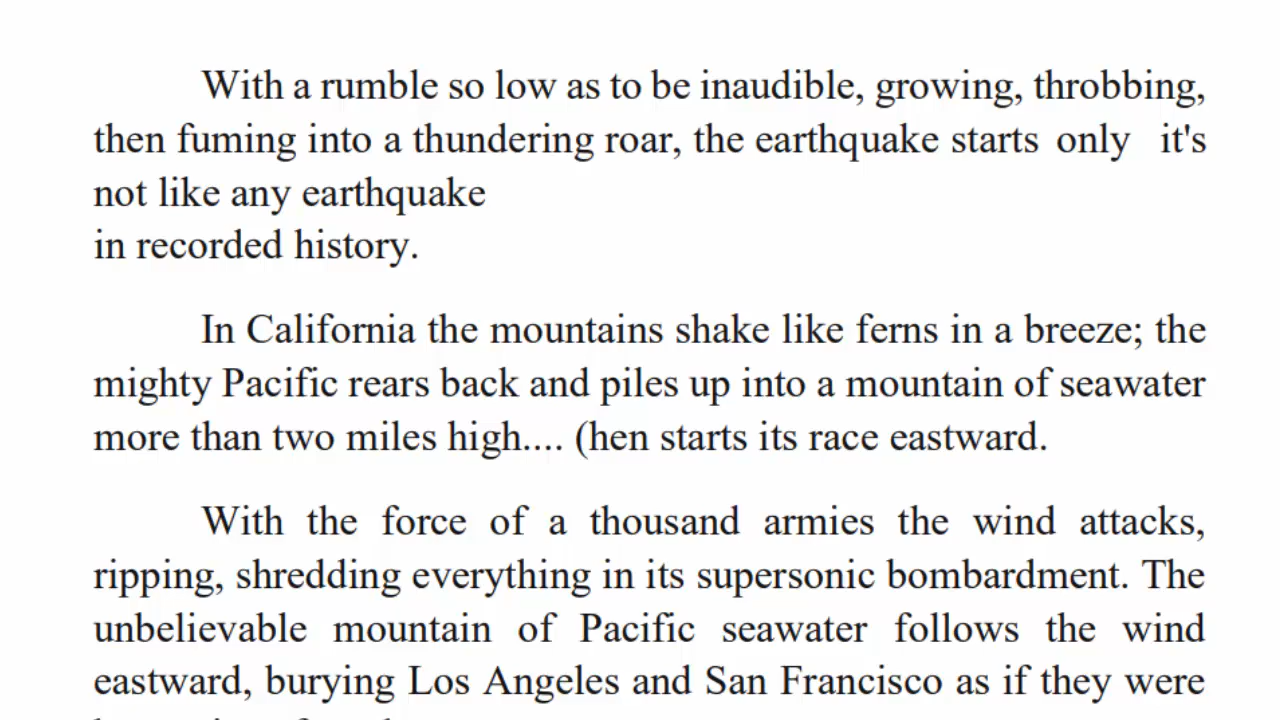 With a rumble so low as to be inaudible, growing, throbbing,
then fuming into a thundering roar, the earthquake starts only it's
not like any earthquake
in recorded history.
In California the mountains shake like ferns in a breeze; the
mighty Pacific rears back and piles up into a mountain of seawater
more than two miles high.... (hen starts its race eastward.
With the force of a thousand armies the wind attacks,
ripping, shredding everything in its supersonic bombardment. The
unbelievable mountain of Pacific seawater follows the wind
eastward, burying Los Angeles and San Francisco as if they were